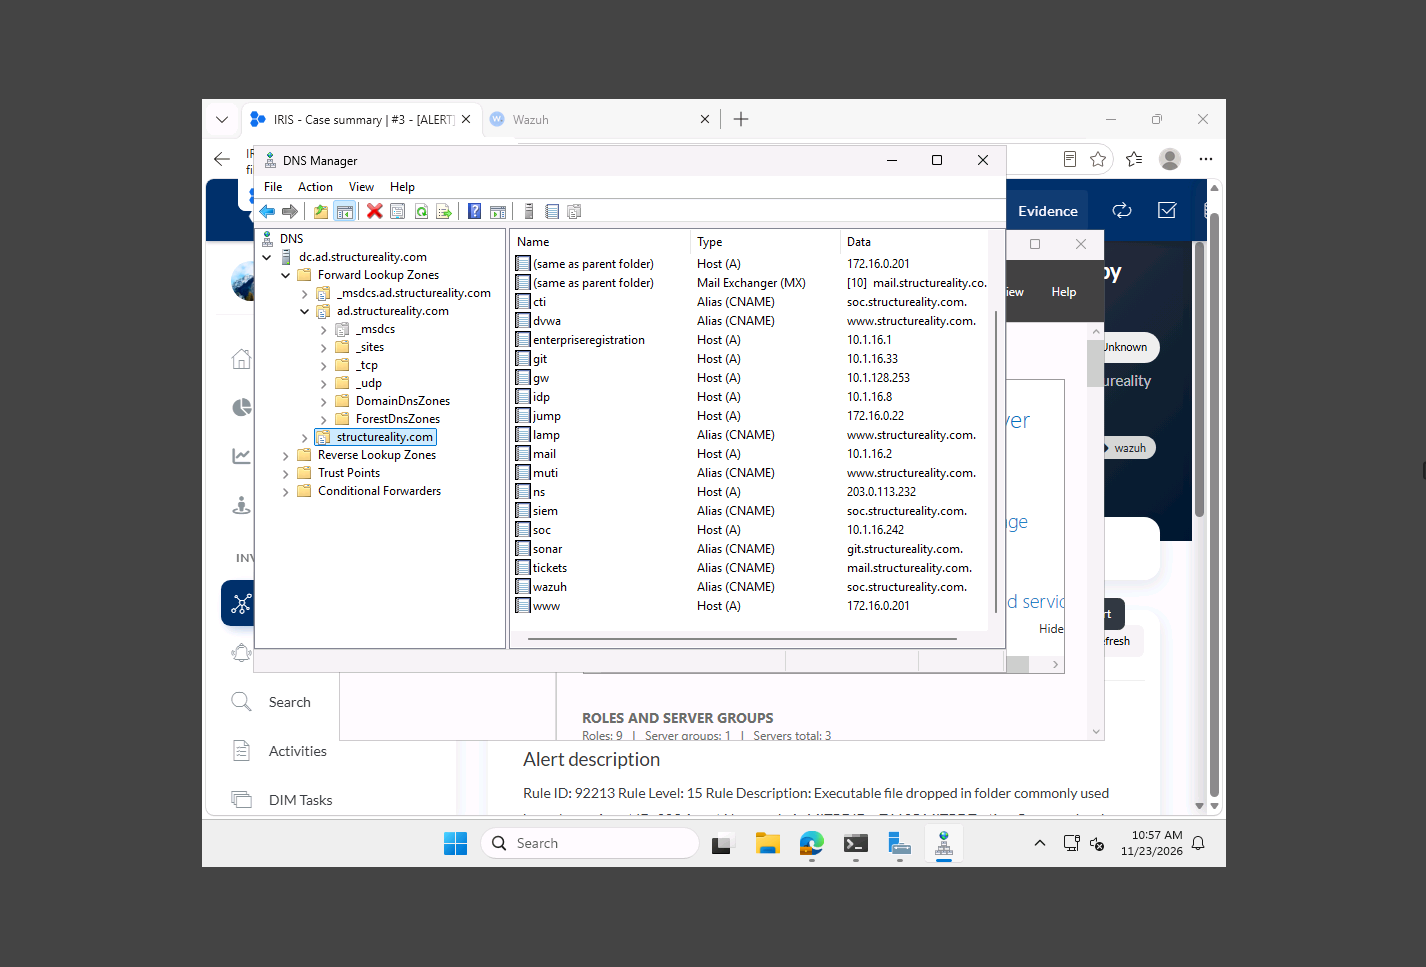 IRIS - Case summary | #3 - [ALERT]
Wazuh
DNS Manager
File Action View Help
DNS
dc.ad.structureality.com
Forward Lookup Zones
_msdcs.ad.structureality.com
ad.structureality.com
_msdcs
_sites
_tcp
_udp
DomainDnsZones
ForestDnsZones
structureality.com
Reverse Lookup Zones
Trust Points
Conditional Forwarders
Name Type Data
(same as parent folder) Host (A) 172.16.0.201
(same as parent folder) Mail Exchanger (MX) [10] mail.structureality.co.
cti Alias (CNAME) soc.structureality.com.
dvwa Alias (CNAME) www.structureality.com.
enterpriseregistration Host (A) 10.1.16.1
git Host (A) 10.1.16.33
gw Host (A) 10.1.128.253
idp Host (A) 10.1.16.8
jump Host (A) 172.16.0.22
lamp Alias (CNAME) www.structureality.com.
mail Host (A) 10.1.16.2
muti Alias (CNAME) www.structureality.com.
ns Host (A) 203.0.113.232
siem Alias (CNAME) soc.structureality.com.
soc Host (A) 10.1.16.242
sonar Alias (CNAME) git.structureality.com.
tickets Alias (CNAME) mail.structureality.com.
wazuh Alias (CNAME) soc.structureality.com.
www Host (A) 172.16.0.201
Evidence
Help
Unknown
wazuh
Hide
Search
Activities
DIM Tasks
ROLES AND SERVER GROUPS
Roles: 9 | Server groups: 1 | Servers total: 3
Alert description
Rule ID: 92213 Rule Level: 15 Rule Description: Executable file dropped in folder commonly used
Search
10:57 AM
11/23/2026